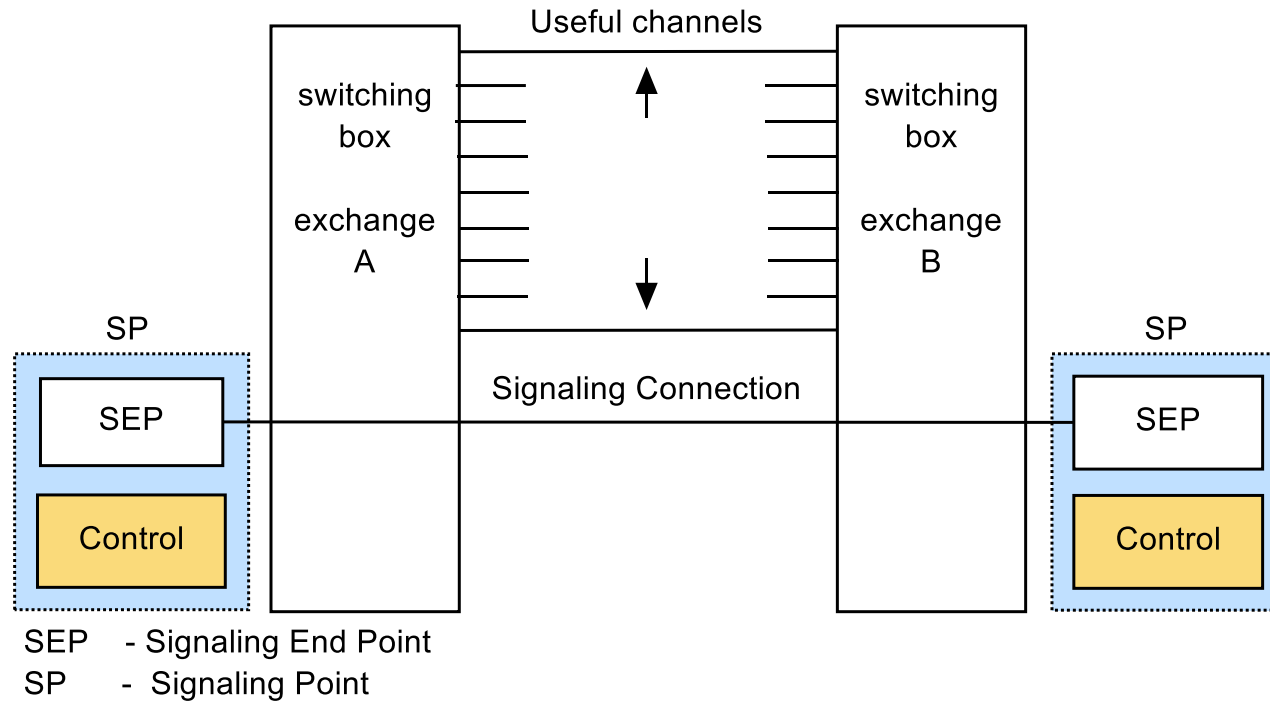 Useful channels
switching
box
exchange
A
switching
box
exchange
B
SP
SP
Signaling Connection
SEP
SEP
Control
Control
SEP - Signaling End Point
SP - Signaling Point